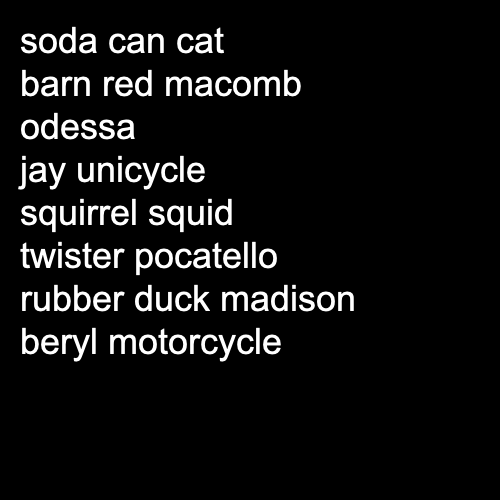 soda can cat
barn red macomb
odessa
jay unicycle
squirrel squid
twister pocatello
rubber duck madison
beryl motorcycle